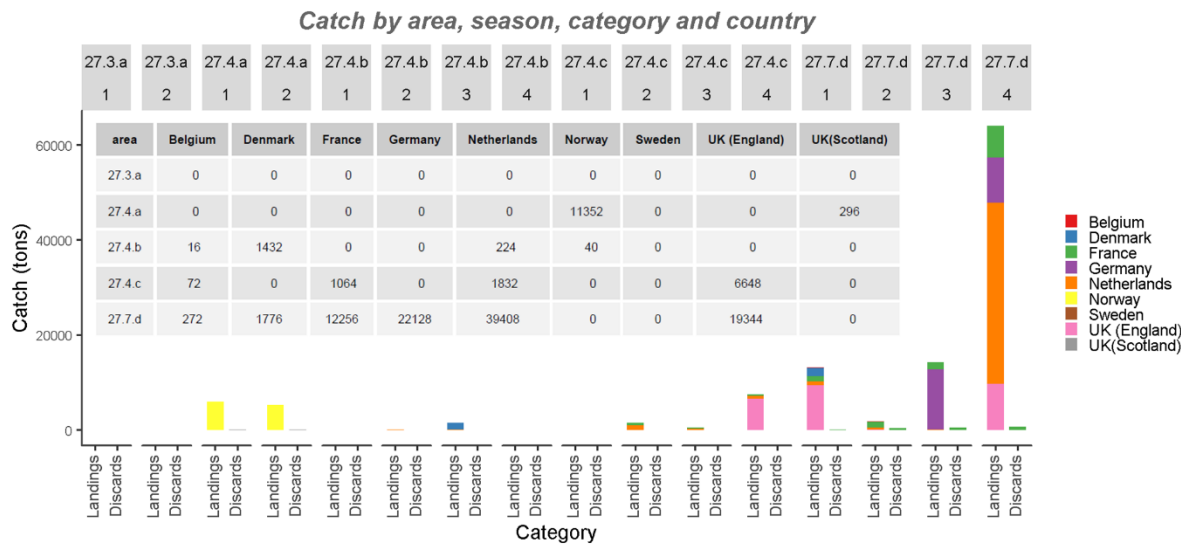 Catch by area, season, category and country
27.3.a 27.3.a 27.4.a 27.4.a 27.4.b 27.4.b 27.4.b 27.4.b 27.4.c 27.4.c 27.4.c 27.4.c 27.7.d 27.7.d 27.7.d 27.7.d
1 2 1 2 1 2 3 4 1 2 3 4 1 2 3 4
area Belgium Denmark France Germany Netherlands Norway Sweden UK (England) UK(Scotland)
27.3.a 0 0 0 0 0 0 0 0 0
27.4.a 0 0 0 0 0 11352 0 0 296
27.4.b 16 1432 0 0 224 40 0 0 0
27.4.c 72 0 1064 0 1832 0 0 6648 0
27.7.d 272 1776 12256 22128 39408 0 0 19344 0
60000
40000
20000
0
Catch (tons)
Landings Discards Landings Discards Landings Discards Landings Discards Landings Discards Landings Discards Landings Discards Landings Discards Landings Discards Landings Discards Landings Discards Landings Discards Landings Discards Landings Discards Landings Discards Landings Discards
Category
Belgium
Denmark
France
Germany
Netherlands
Norway
Sweden
UK (England)
UK(Scotland)